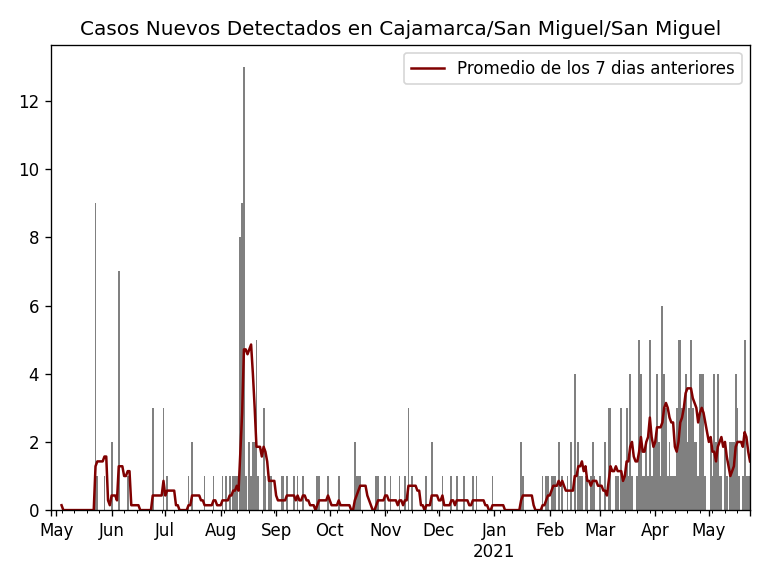 Casos Nuevos Detectados en Cajamarca/San Miguel/San Miguel
Promedio de los 7 dias anteriores
12
10
8
6
4
2
0
May Jun Jul Aug Sep Oct Nov Dec Jan Feb Mar Apr May
2021